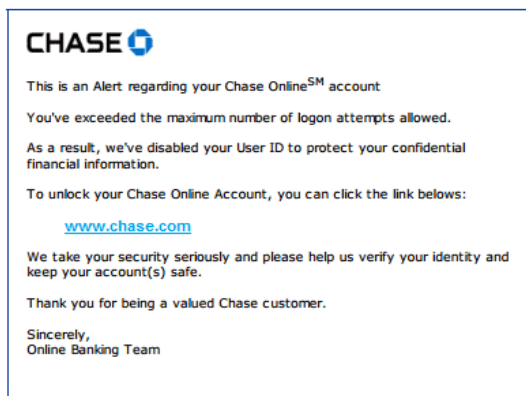 CHASE
This is an Alert regarding your Chase Online SM account
You've exceeded the maximum number of logon attempts allowed.
As a result, we've disabled your User ID to protect your confidential
financial information.
To unlock your Chase Online Account, you can click the link belows:
www.chase.com
We take your security seriously and please help us verify your identity and
keep your account(s) safe.
Thank you for being a valued Chase customer.
Sincerely,
Online Banking Team